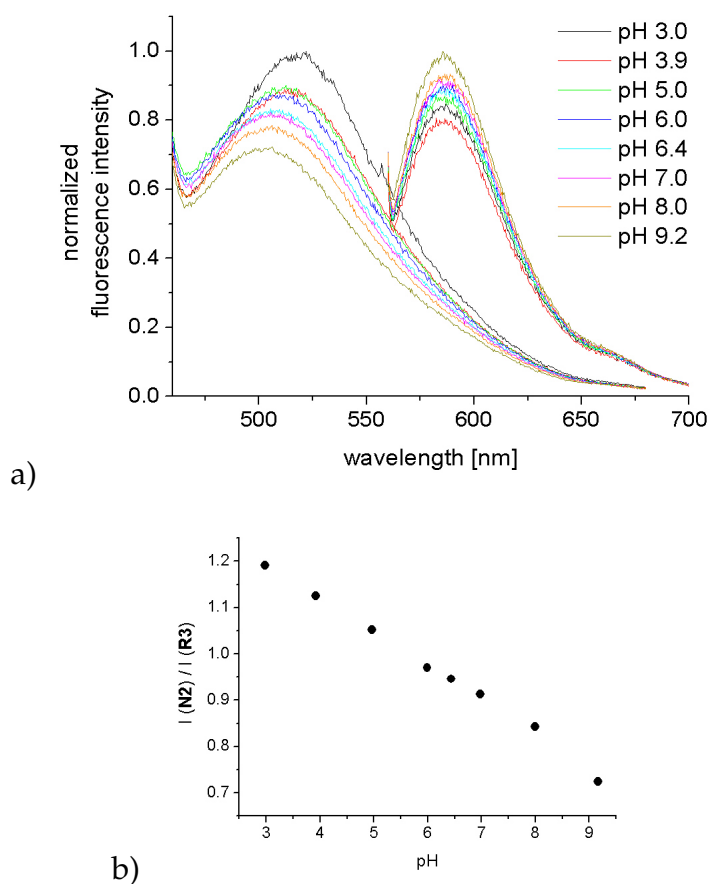 1.0
0.8
0.6
0.4
0.2
0.0
normalized
fluorescence intensity
pH 3.0
pH 3.9
pH 5.0
pH 6.0
pH 6.4
pH 7.0
pH 8.0
pH 9.2
500 550 600 650 700
wavelength [nm]
a)
1.2
1.1
1.0
0.9
0.8
0.7
I (N2) / I (R3)
3 4 5 6 7 8 9
pH
b)